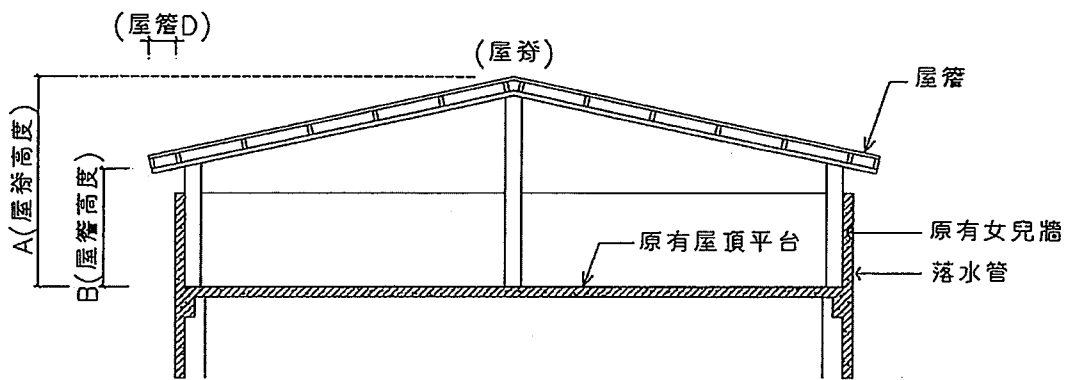 (屋簷D)
(屋脊)
屋簷
A(屋脊高度)
B(屋簷高度)
原有屋頂平台
原有女兒牆
落水管